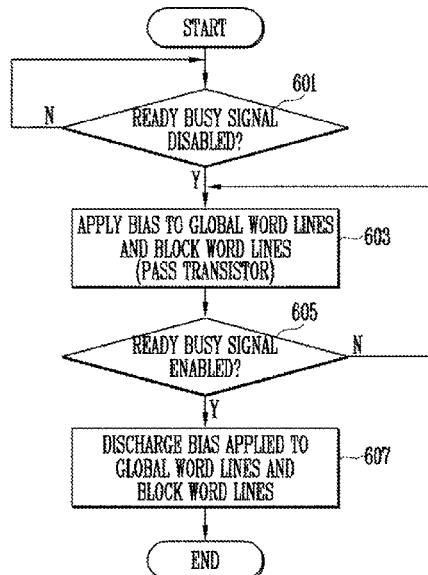 START
601
N
READY BUSY SIGNAL
DISABLED?
Y
APPLY BIAS TO GLOBAL WORD LINES
AND BLOCK WORD LINES
(PASS TRANSISTOR)
603
605
READY BUSY SIGNAL
ENABLED?
N
Y
DISCHARGE BIAS APPLIED TO
GLOBAL WORD LINES AND
BLOCK WORD LINES
607
END